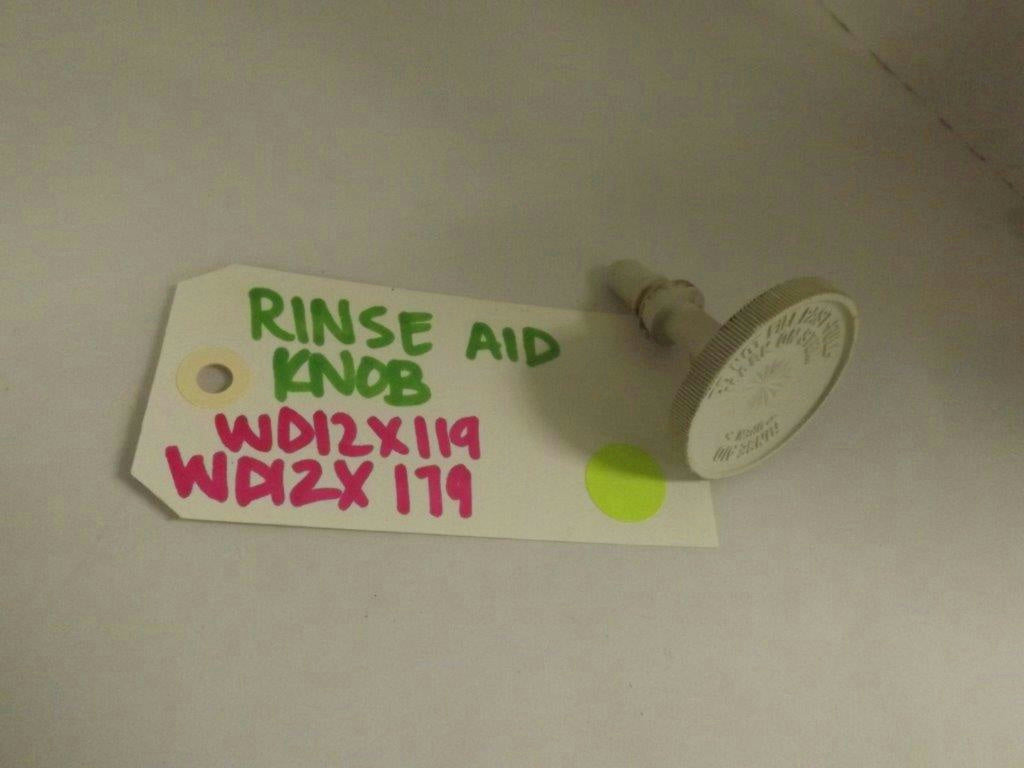 RINSE AID
KNOB
WD12X119
WD12X179